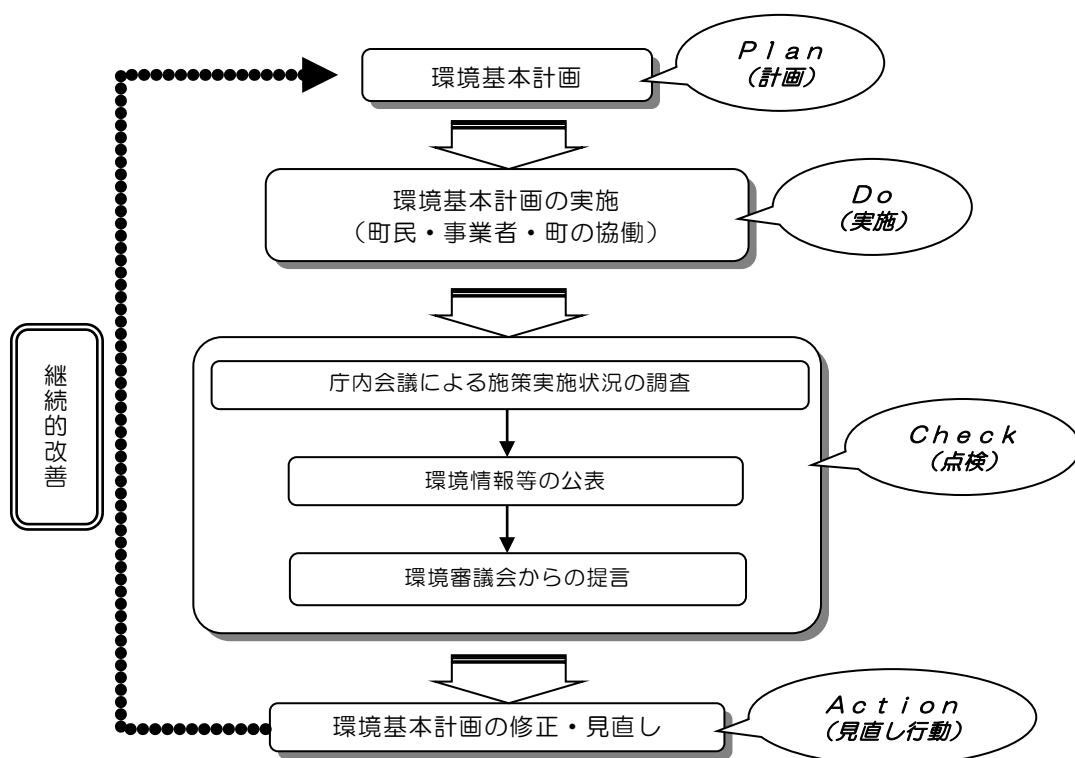 環境基本計画
Plan
(計画)
環境基本計画の実施
(町民・事業者・町の協働)
Do
(実施)
継続的改善
庁内会議による施策実施状況の調査
環境情報等の公表
環境審議会からの提言
Check
(点検)
環境基本計画の修正・見直し
Action
(見直し行動)